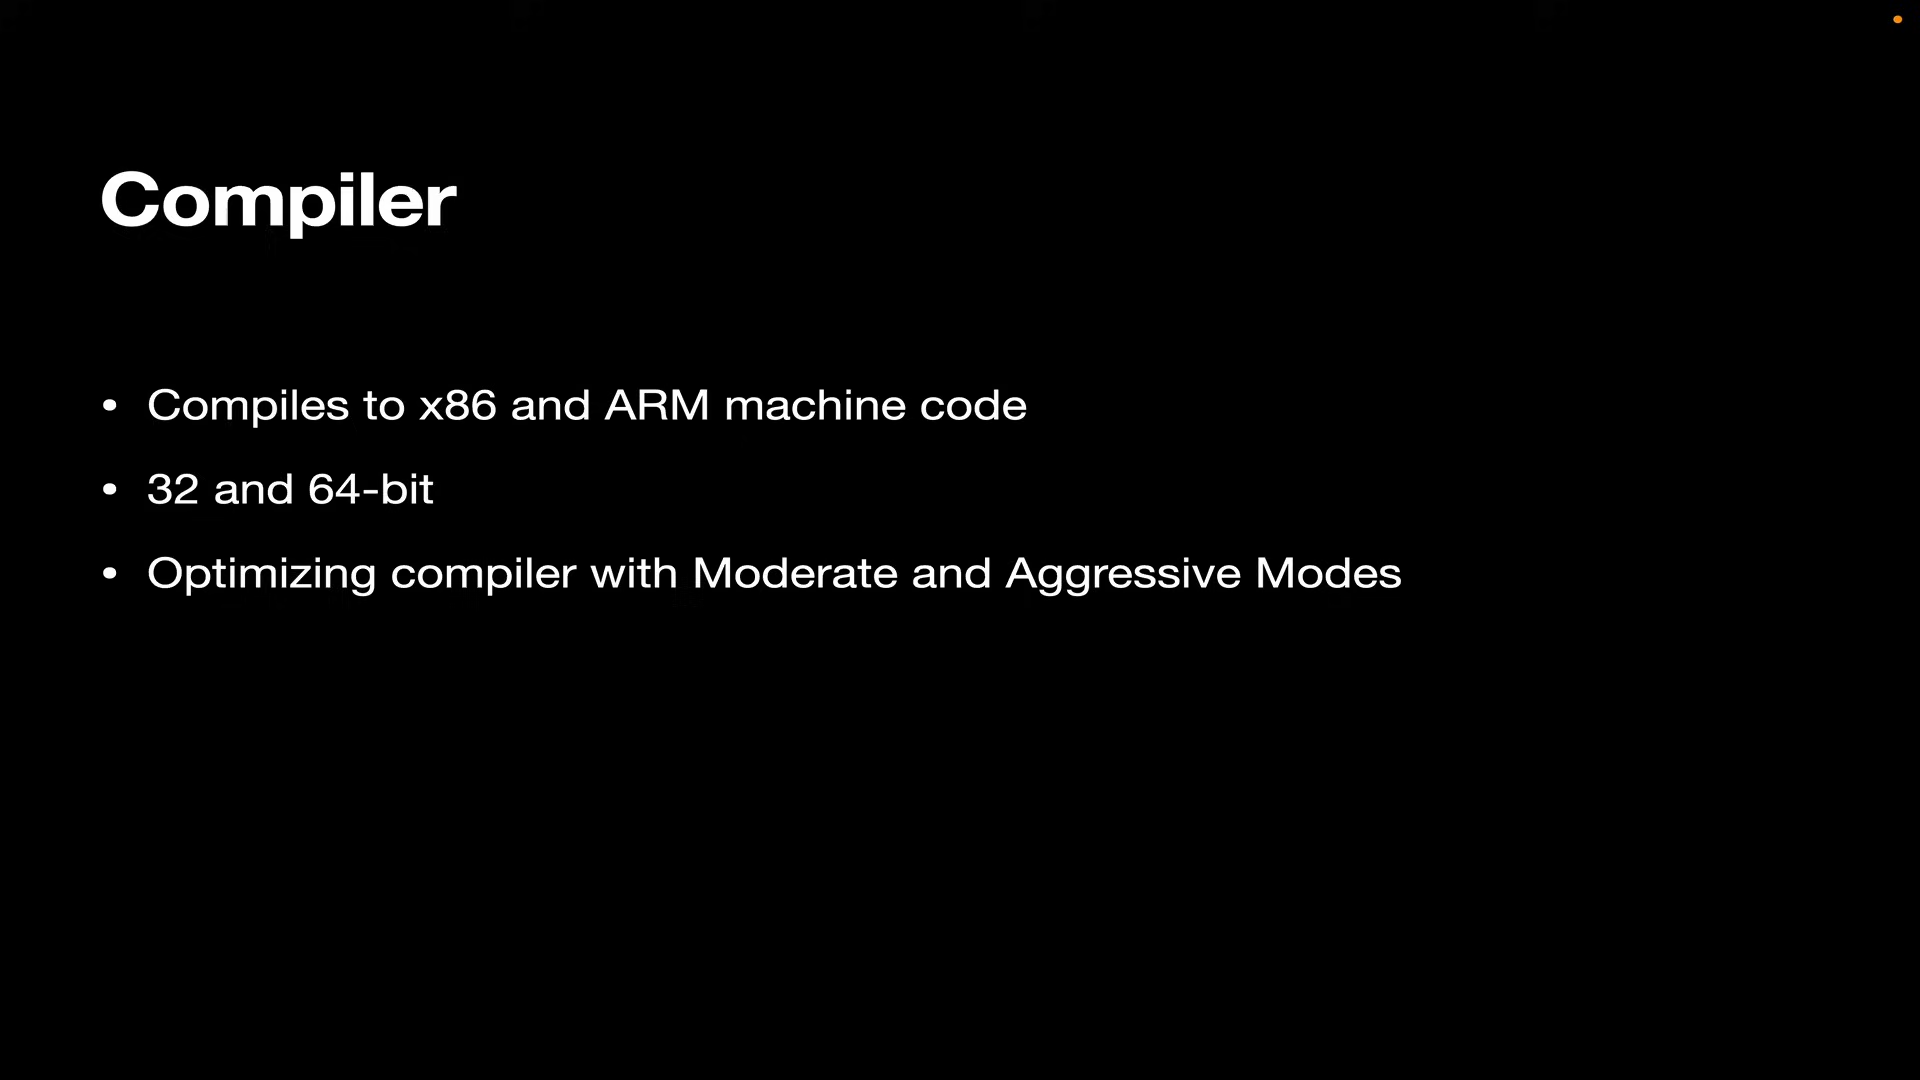 Compiler
• Compiles to x86 and ARM machine code
• 32 and 64-bit
• Optimizing compiler with Moderate and Aggressive Modes